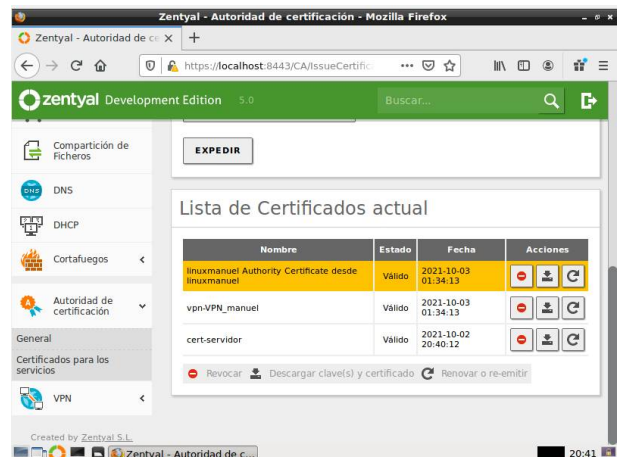 Zentyal - Autoridad de certificación - Mozilla Firefox
Zentyal - Autoridad de ce
https://localhost:8443/CA/IssueCertific
zentyal Development Edition 5.0
Buscar...
Compartición de
Ficheros
DNS
DHCP
Cortafuegos
Autoridad de
certificación
General
Certificados para los
servicios
VPN
Created by Zentyal S.L.
EXPEDIR
Lista de Certificados actual
Nombre Estado Fecha Acciones
linuxmanuel Authority Certificate desde
linuxmanuel
Válido
2021-10-03
01:34:13
vpn-VPN_manuel
Válido
2021-10-03
01:34:13
cert-servidor
Válido
2021-10-02
20:40:12
Revocar Descargar clave(s) y certificado Renovar o re-emitir
Zentyal - Autoridad de c...
20:41